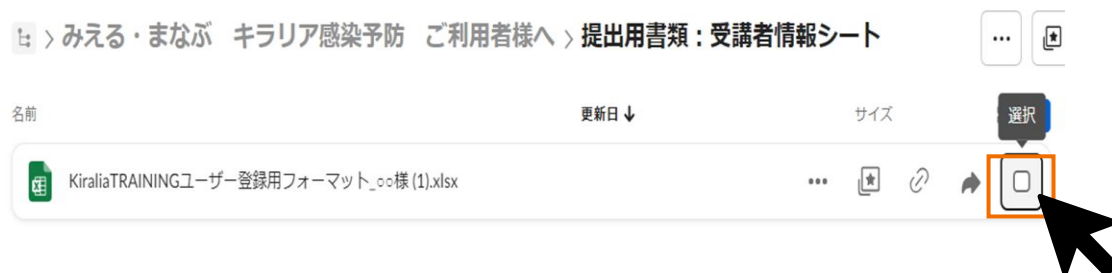 > みえる・まなぶ キラリア感染予防 ご利用者様へ > 提出用書類：受講者情報シート
名前 更新日↓ サイズ 選択
KiraliaTRAININGユーザー登録用フォーマット_○○様 (1).xlsx